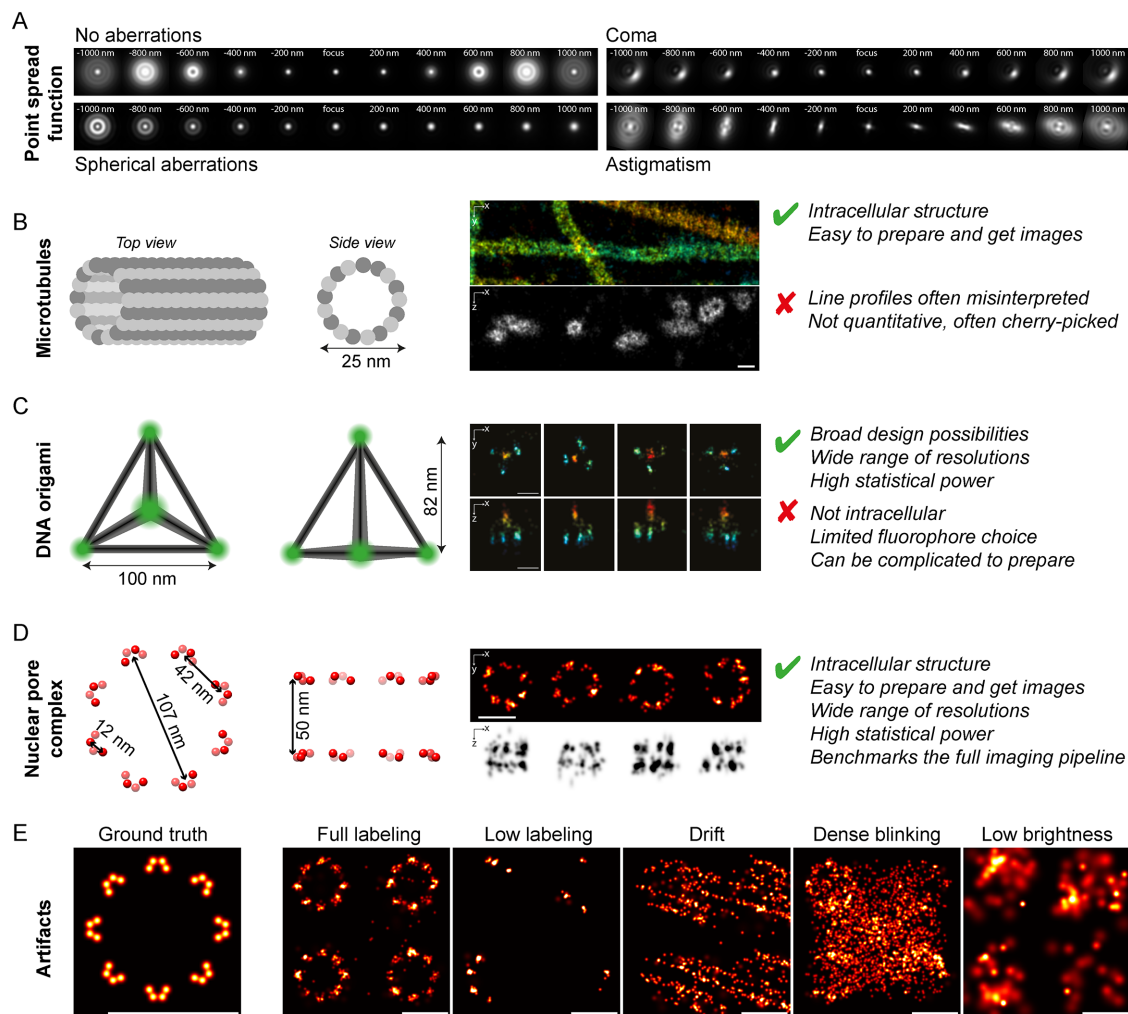 A
Point spread
function
No aberrations
-1000 nm -800 nm -600 nm -400 nm -200 nm focus 200 nm 400 nm 600 nm 800 nm 1000 nm
Coma
-1000 nm -800 nm -600 nm -400 nm -200 nm focus 200 nm 400 nm 600 nm 800 nm 1000 nm
-1000 nm -800 nm -600 nm -400 nm -200 nm focus 200 nm 400 nm 600 nm 800 nm 1000 nm
Spherical aberrations
-1000 nm -800 nm -600 nm -400 nm -200 nm focus 200 nm 400 nm 600 nm 800 nm 1000 nm
Astigmatism
B
Microtubules
Top view
Side view
25 nm
x
y
x
z
Intracellular structure
Easy to prepare and get images
Line profiles often misinterpreted
Not quantitative, often cherry-picked
C
DNA origami
100 nm
82 nm
x
y
x
z
Broad design possibilities
Wide range of resolutions
High statistical power
Not intracellular
Limited fluorophore choice
Can be complicated to prepare
D
Nuclear pore
complex
42 nm
107 nm
12 nm
50 nm
x
y
x
z
Intracellular structure
Easy to prepare and get images
Wide range of resolutions
High statistical power
Benchmarks the full imaging pipeline
E
Artifacts
Ground truth
Full labeling
Low labeling
Drift
Dense blinking
Low brightness